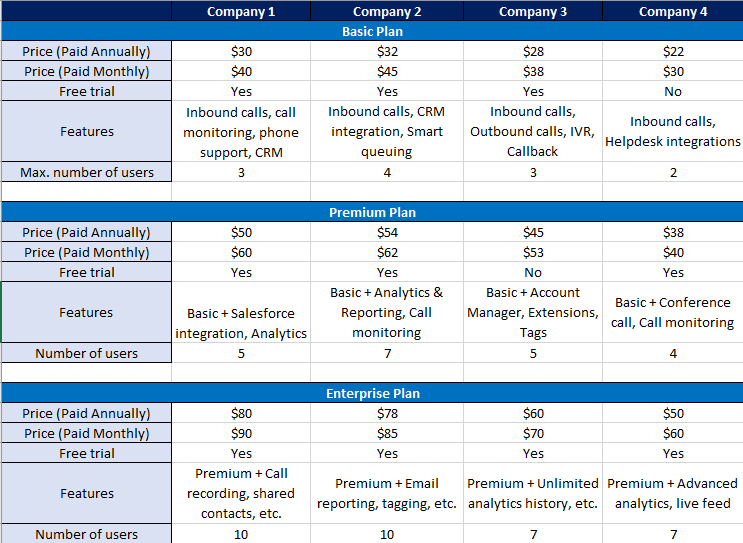 Company 1 Company 2 Company 3 Company 4
Basic Plan
Price (Paid Annually) $30 $32 $28 $22
Price (Paid Monthly) $40 $45 $38 $30
Free trial Yes Yes Yes No
Features
Inbound calls, call
monitoring, phone
support, CRM
Inbound calls, CRM
integration, Smart
queuing
Inbound calls,
Outbound calls, IVR,
Callback
Inbound calls,
Helpdesk integrations
Max. number of users 3 4 3 2
Premium Plan
Price (Paid Annually) $50 $54 $45 $38
Price (Paid Monthly) $60 $62 $53 $40
Free trial Yes Yes No Yes
Features
Basic + Salesforce
integration, Analytics
Basic + Analytics &
Reporting, Call
monitoring
Basic + Account
Manager, Extensions,
Tags
Basic + Conference
call, Call monitoring
Number of users 5 7 5 4
Enterprise Plan
Price (Paid Annually) $80 $78 $60 $50
Price (Paid Monthly) $90 $85 $70 $60
Free trial Yes Yes Yes Yes
Features
Premium + Call
recording, shared
contacts, etc.
Premium + Email
reporting, tagging, etc.
Premium + Unlimited
analytics history, etc.
Premium + Advanced
analytics, live feed
Number of users 10 10 7 7